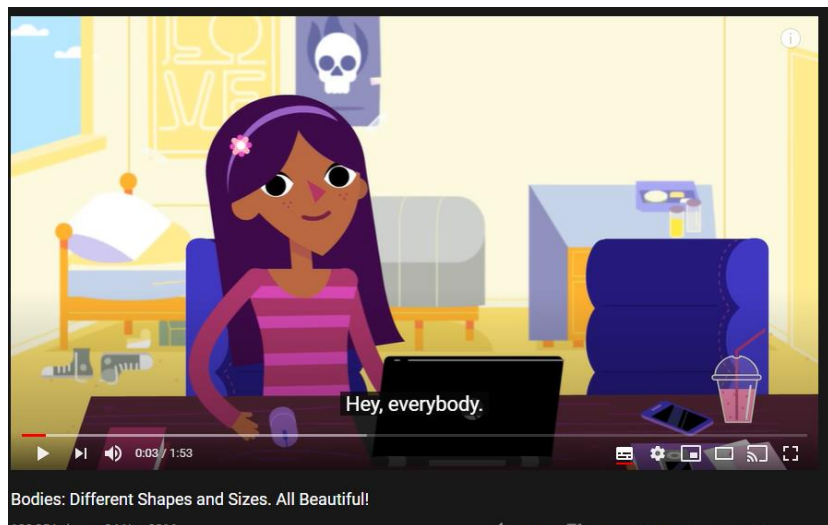 LOVE
Hey, everybody.
0:03 / 1:53
Bodies: Different Shapes and Sizes. All Beautiful!